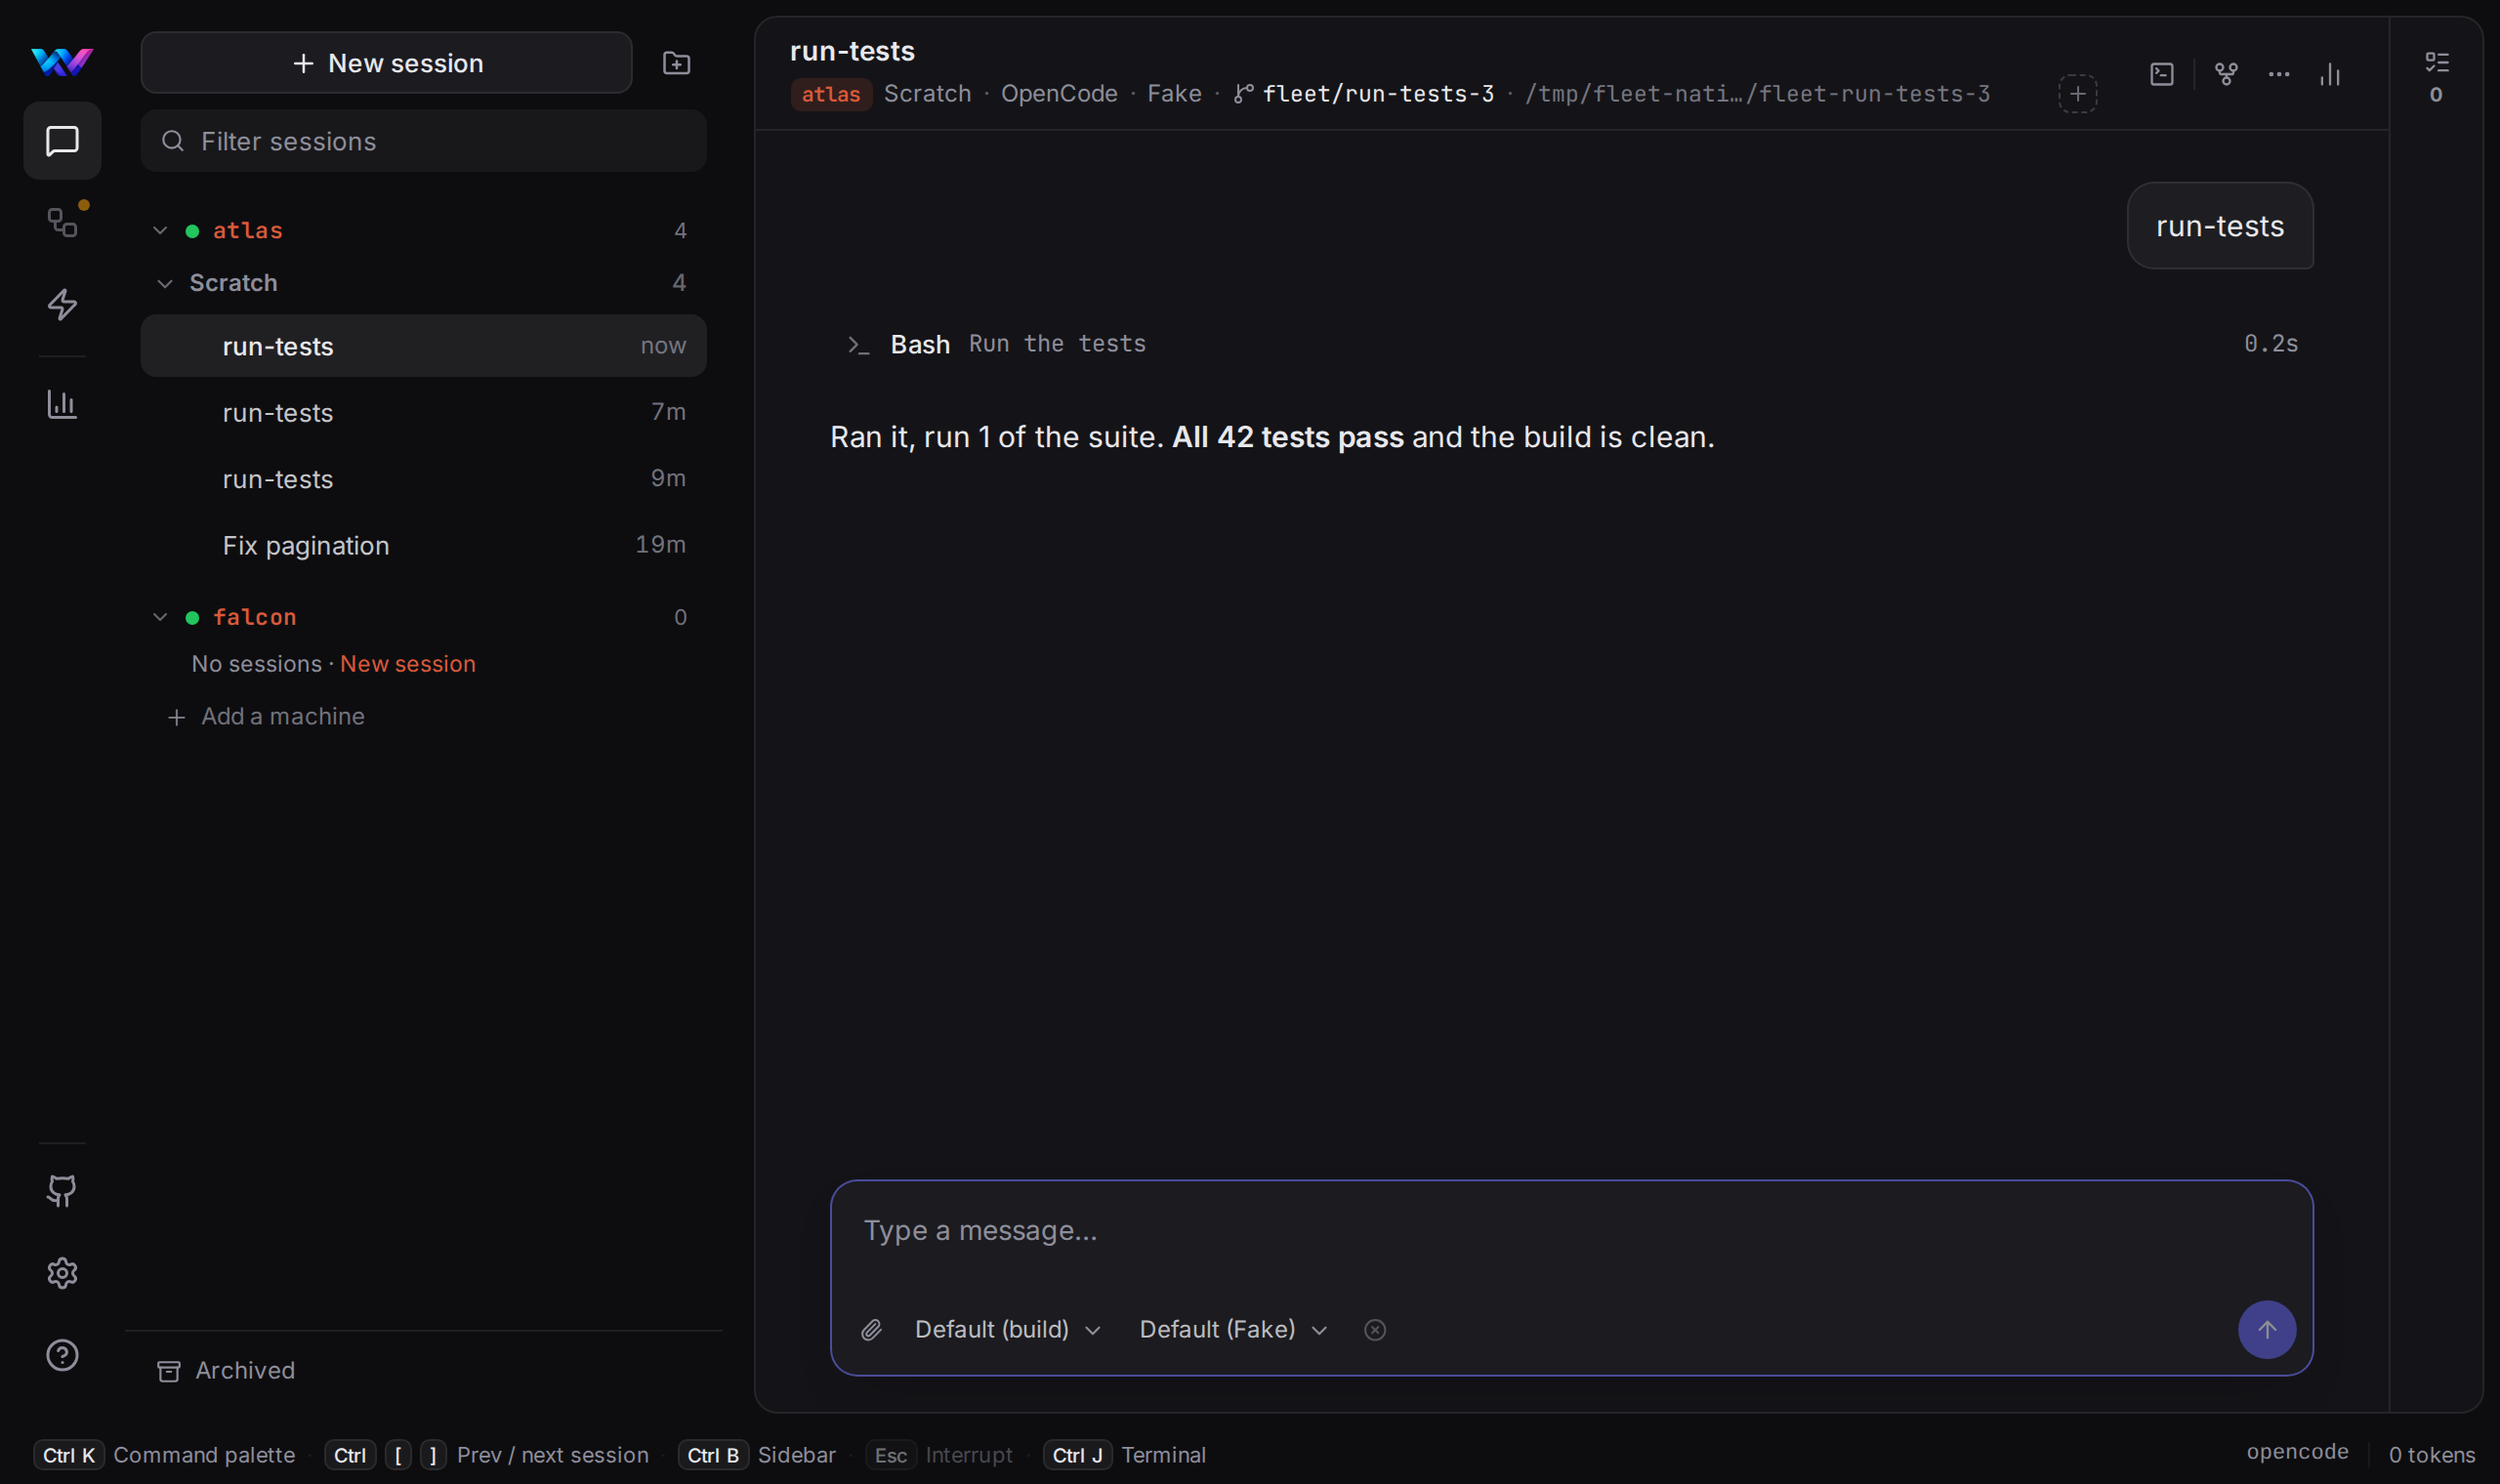 New session
Filter sessions
atlas 4
Scratch 4
run-tests now
run-tests 7m
run-tests 9m
Fix pagination 19m
falcon 0
No sessions · New session
Add a machine
Archived
run-tests
atlas Scratch · OpenCode · Fake · fleet/run-tests-3 · /tmp/fleet-nati…/fleet-run-tests-3
0
run-tests
Bash Run the tests 0.2s
Ran it, run 1 of the suite. All 42 tests pass and the build is clean.
Type a message...
Default (build) Default (Fake)
Ctrl K Command palette · Ctrl [ ] Prev / next session · Ctrl B Sidebar · Esc Interrupt · Ctrl J Terminal
opencode 0 tokens